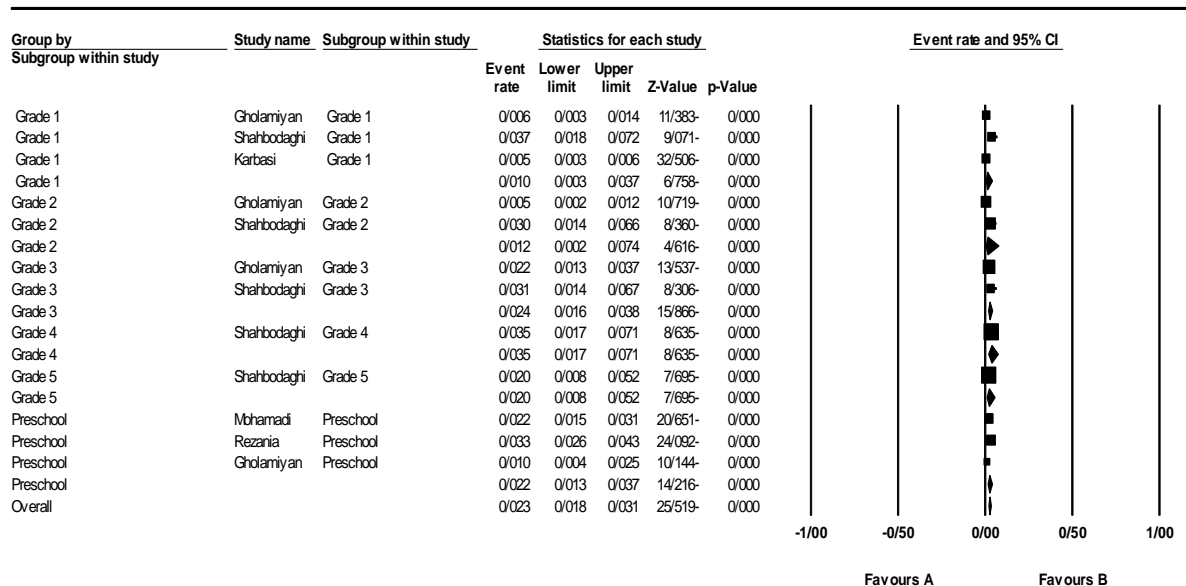 Group by Study name Subgroup within study Statistics for each study Event rate and 95% CI
Subgroup within study
Event Lower Upper
rate limit limit Z-Value p-Value
Grade 1 Gholamiyan Grade 1 0/006 0/003 0/014 11/383- 0/000
Grade 1 Shahbodaghi Grade 1 0/037 0/018 0/072 9/071- 0/000
Grade 1 Karbasi Grade 1 0/005 0/003 0/006 32/506- 0/000
Grade 1 0/010 0/003 0/037 6/758- 0/000
Grade 2 Gholamiyan Grade 2 0/005 0/002 0/012 10/719- 0/000
Grade 2 Shahbodaghi Grade 2 0/030 0/014 0/066 8/360- 0/000
Grade 2 0/012 0/002 0/074 4/616- 0/000
Grade 3 Gholamiyan Grade 3 0/022 0/013 0/037 13/537- 0/000
Grade 3 Shahbodaghi Grade 3 0/031 0/014 0/067 8/306- 0/000
Grade 3 0/024 0/016 0/038 15/866- 0/000
Grade 4 Shahbodaghi Grade 4 0/035 0/017 0/071 8/635- 0/000
Grade 4 0/035 0/017 0/071 8/635- 0/000
Grade 5 Shahbodaghi Grade 5 0/020 0/008 0/052 7/695- 0/000
Grade 5 0/020 0/008 0/052 7/695- 0/000
Preschool Mohamadi Preschool 0/022 0/015 0/031 20/651- 0/000
Preschool Rezania Preschool 0/033 0/026 0/043 24/092- 0/000
Preschool Gholamiyan Preschool 0/010 0/004 0/025 10/144- 0/000
Preschool 0/022 0/013 0/037 14/216- 0/000
Overall 0/023 0/018 0/031 25/519- 0/000
-1/00 -0/50 0/00 0/50 1/00
Favours A Favours B